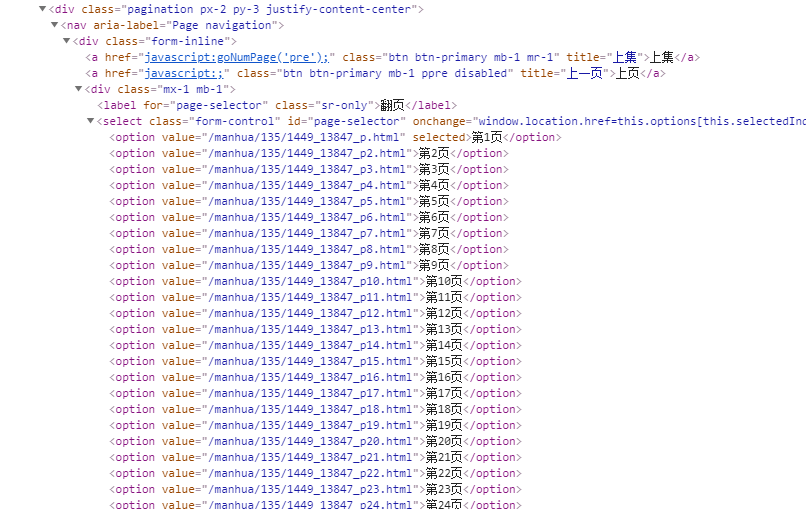 ▼<div class="pagination px-2 py-3 justify-content-center">
▼<nav aria-label="Page navigation">
▼<div class="form-inline">
<a href="javascript:goNumPage('pre');" class="btn btn-primary mb-1 mr-1" title="上集">上集</a>
<a href="javascript:;" class="btn btn-primary mb-1 ppre disabled" title="上一页">上页</a>
▼<div class="mx-1 mb-1">
<label for="page-selector" class="sr-only">翻页</label>
▼<select class="form-control" id="page-selector" onchange="window.location.href=this.options[this.selectedInd
<option value="/manhua/135/1449_13847_p.html" selected>第1页</option>
<option value="/manhua/135/1449_13847_p2.html">第2页</option>
<option value="/manhua/135/1449_13847_p3.html">第3页</option>
<option value="/manhua/135/1449_13847_p4.html">第4页</option>
<option value="/manhua/135/1449_13847_p5.html">第5页</option>
<option value="/manhua/135/1449_13847_p6.html">第6页</option>
<option value="/manhua/135/1449_13847_p7.html">第7页</option>
<option value="/manhua/135/1449_13847_p8.html">第8页</option>
<option value="/manhua/135/1449_13847_p9.html">第9页</option>
<option value="/manhua/135/1449_13847_p10.html">第10页</option>
<option value="/manhua/135/1449_13847_p11.html">第11页</option>
<option value="/manhua/135/1449_13847_p12.html">第12页</option>
<option value="/manhua/135/1449_13847_p13.html">第13页</option>
<option value="/manhua/135/1449_13847_p14.html">第14页</option>
<option value="/manhua/135/1449_13847_p15.html">第15页</option>
<option value="/manhua/135/1449_13847_p16.html">第16页</option>
<option value="/manhua/135/1449_13847_p17.html">第17页</option>
<option value="/manhua/135/1449_13847_p18.html">第18页</option>
<option value="/manhua/135/1449_13847_p19.html">第19页</option>
<option value="/manhua/135/1449_13847_p20.html">第20页</option>
<option value="/manhua/135/1449_13847_p21.html">第21页</option>
<option value="/manhua/135/1449_13847_p22.html">第22页</option>
<option value="/manhua/135/1449_13847_p23.html">第23页</option>
<option value="/manhua/135/1449_13847_p24.html">第24页</option>